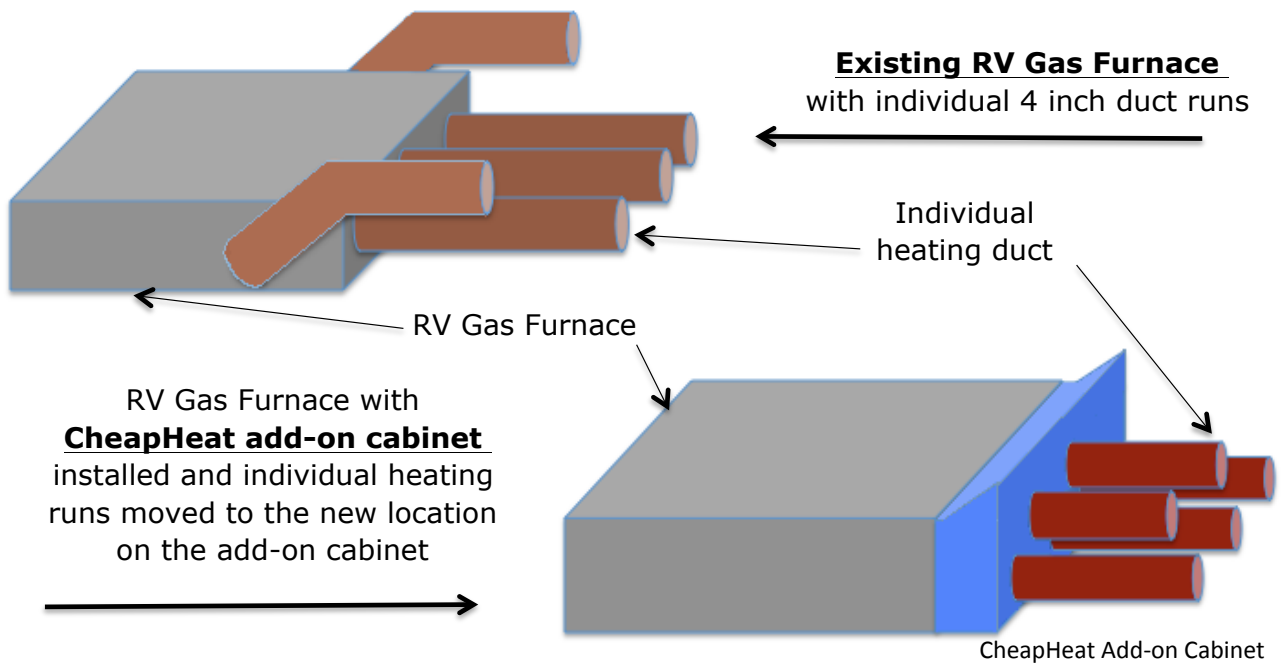 Existing RV Gas Furnace
with individual 4 inch duct runs
Individual
heating duct
RV Gas Furnace
RV Gas Furnace with
CheapHeat add-on cabinet
installed and individual heating
runs moved to the new location
on the add-on cabinet
CheapHeat Add-on Cabinet